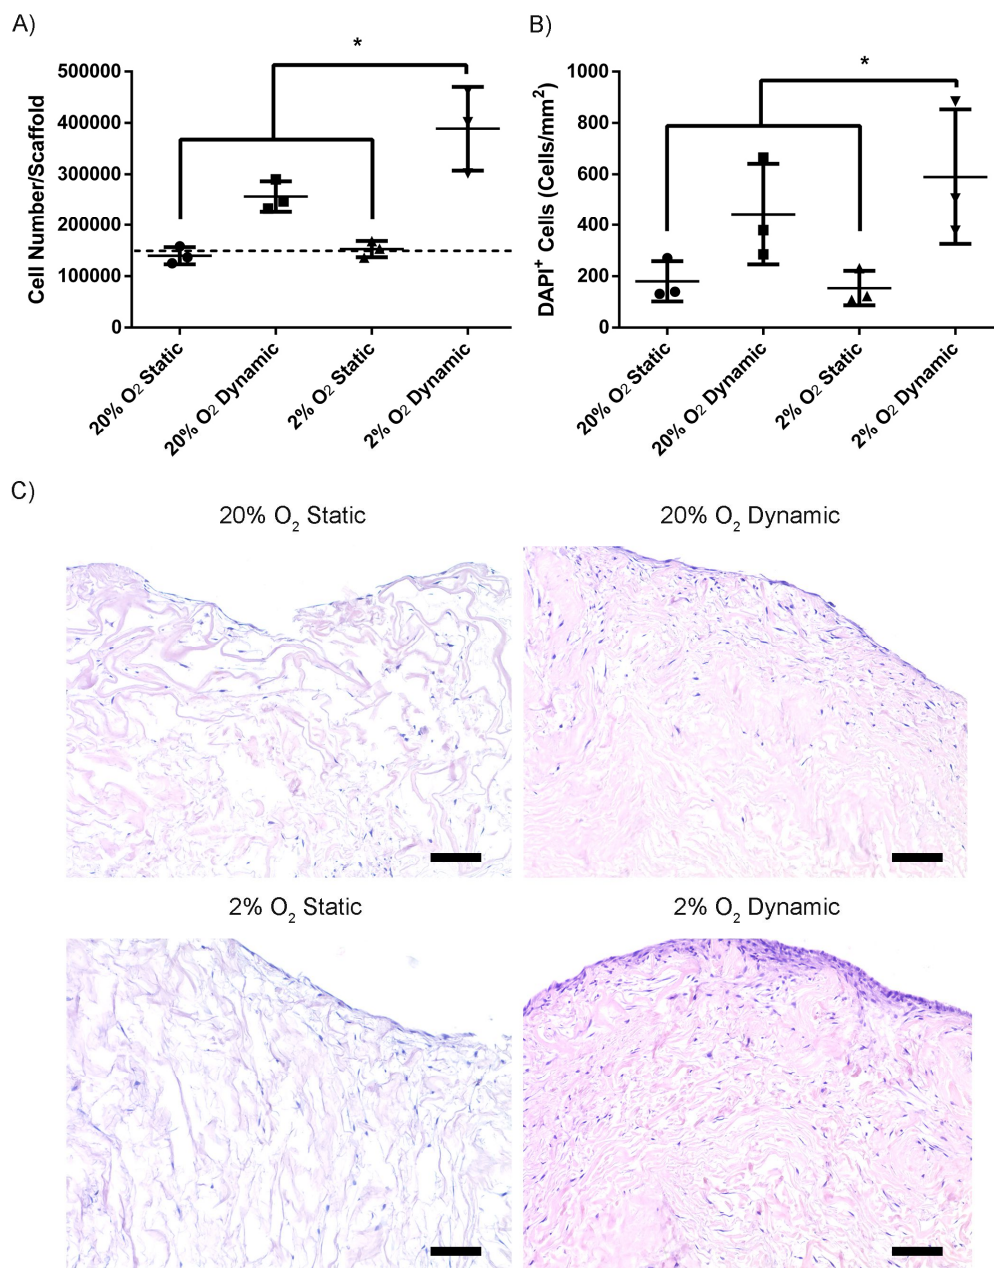 A)
*
500000
400000
300000
200000
100000
0
Cell Number/Scaffold
20% O2 Static
20% O2 Dynamic
2% O2 Static
2% O2 Dynamic
B)
*
1000
800
600
400
200
0
DAPI+ Cells (Cells/mm2)
20% O2 Static
20% O2 Dynamic
2% O2 Static
2% O2 Dynamic
C)
20% O2 Static
20% O2 Dynamic
2% O2 Static
2% O2 Dynamic